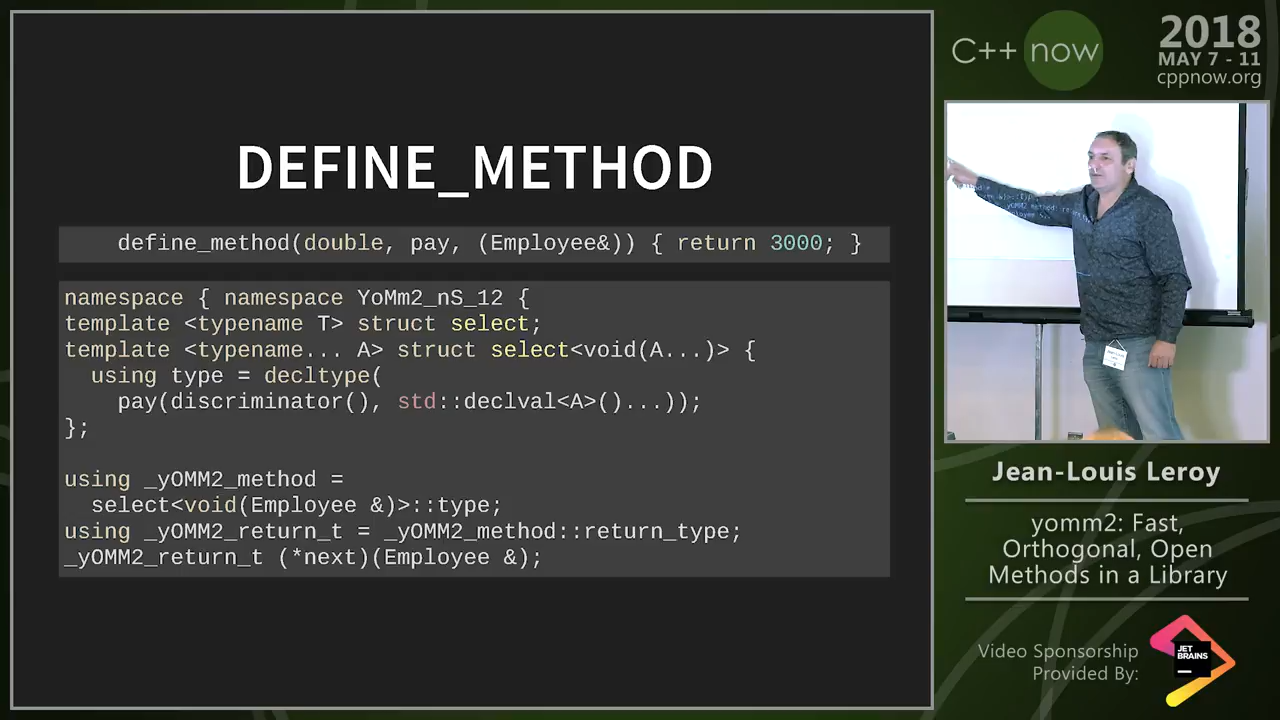 DEFINE_METHOD
define_method(double, pay, (Employee&)) { return 3000; }
namespace { namespace YoMm2_nS_12 {
template <typename T> struct select;
template <typename... A> struct select<void(A...)> {
  using type = decltype(
    pay(discriminator(), std::declval<A>()...));
};
using _yOMM2_method =
  select<void(Employee &)>::type;
using _yOMM2_return_t = _yOMM2_method::return_type;
_yOMM2_return_t (*next)(Employee &);
C++ now
2018
MAY 7 - 11
cppnow.org
Jean-Louis Leroy
yomm2: Fast,
Orthogonal, Open
Methods in a Library
Video Sponsorship
Provided By:
JET
BRAINS